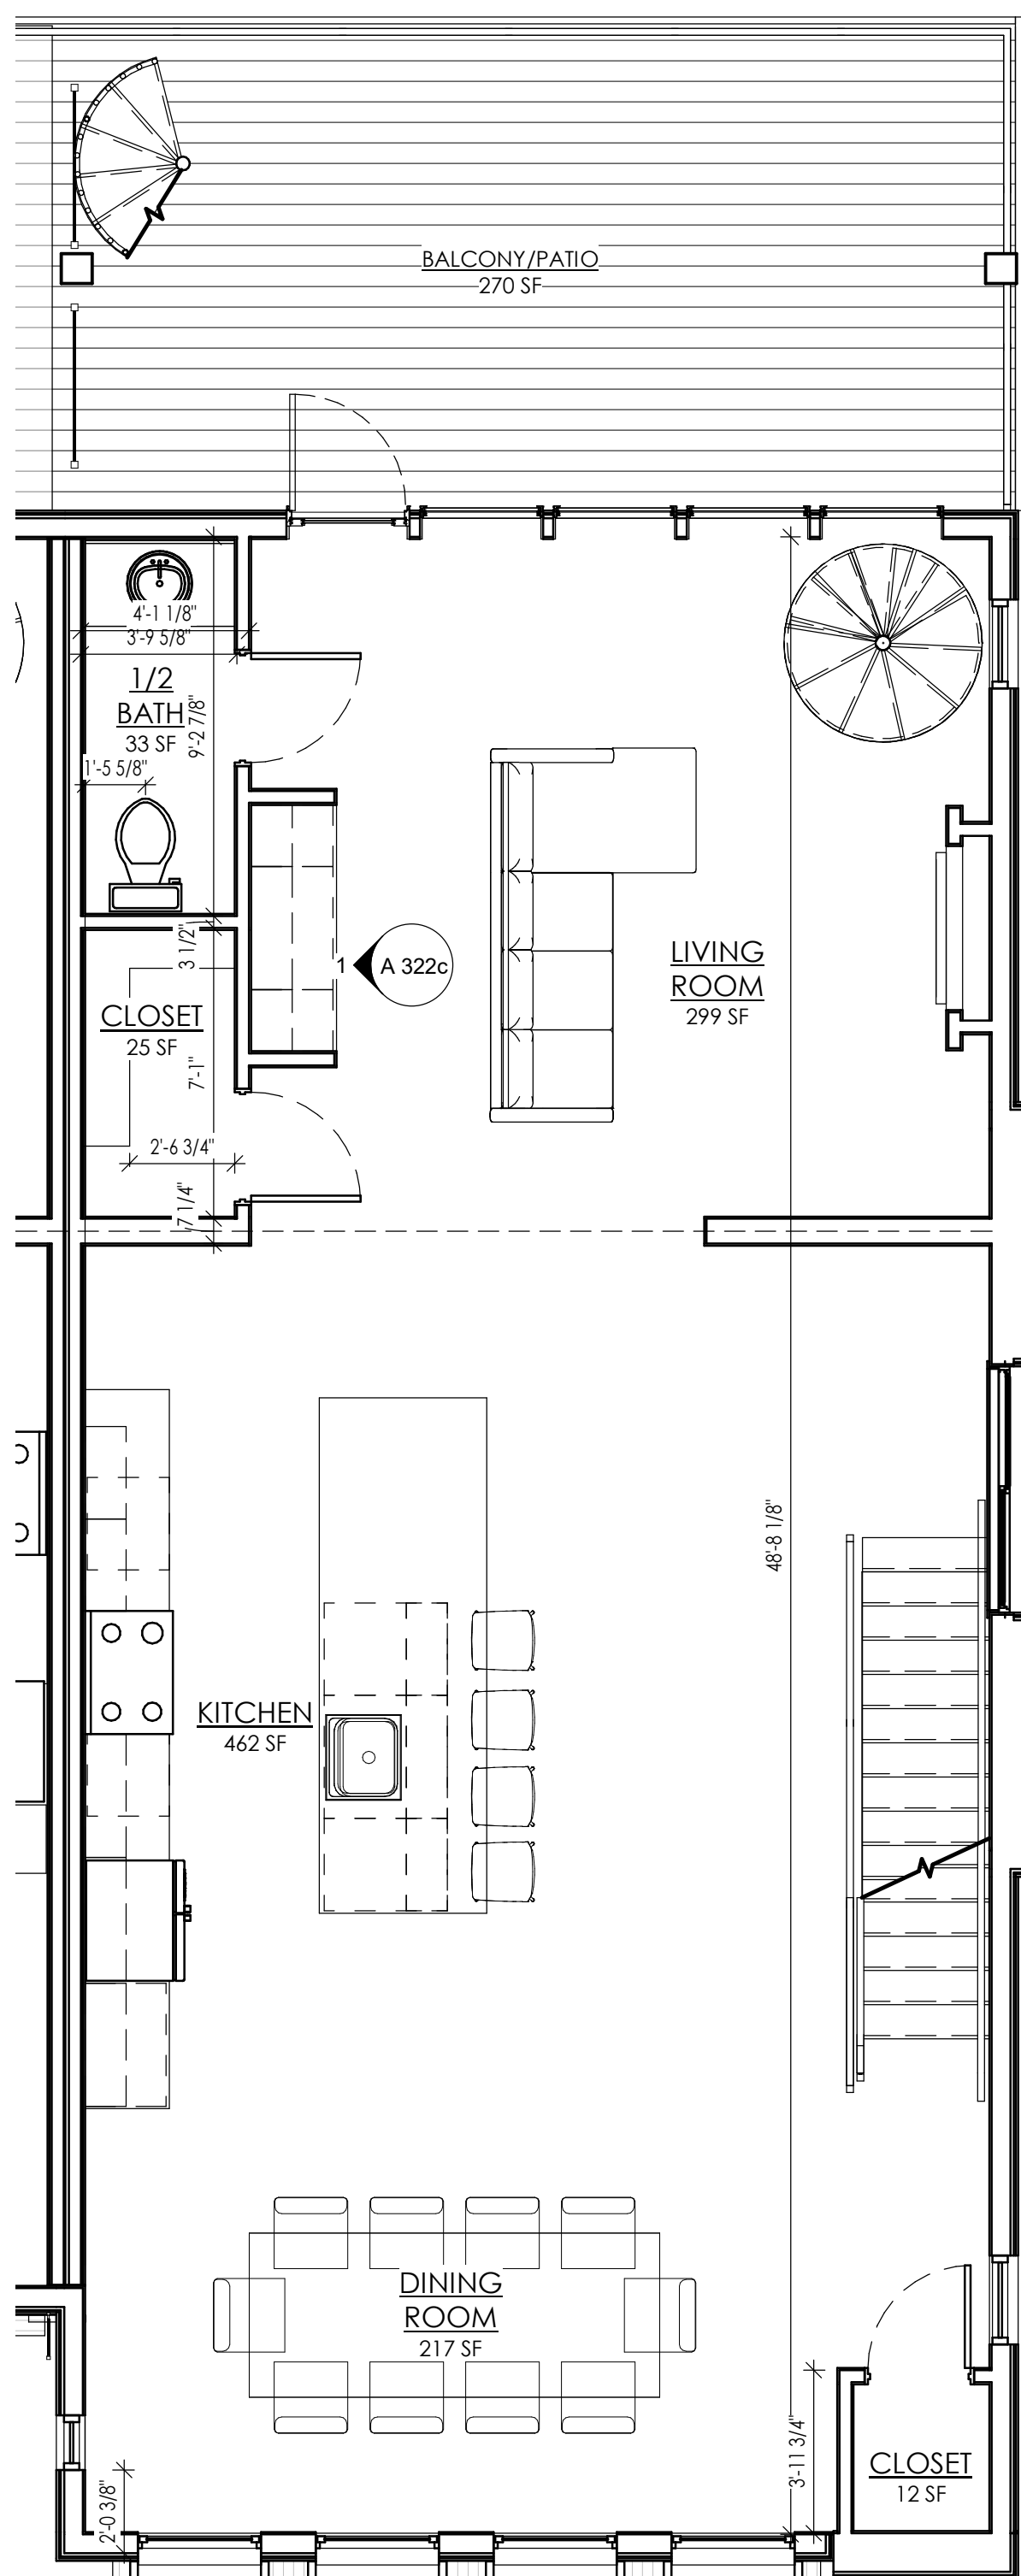 BALCONY/PATIO
270 SF
4'-1 1/8"
3'-9 5/8"
1/2
BATH
33 SF
9'-2 7/8"
1'-5 5/8"
3 1/2"
1
A 322c
LIVING
ROOM
299 SF
CLOSET
25 SF
7'-1"
2'-6 3/4"
7 1/4"
48'-8 1/8"
KITCHEN
462 SF
DINING
ROOM
217 SF
3'-11 3/4"
CLOSET
12 SF
2'-0 3/8"